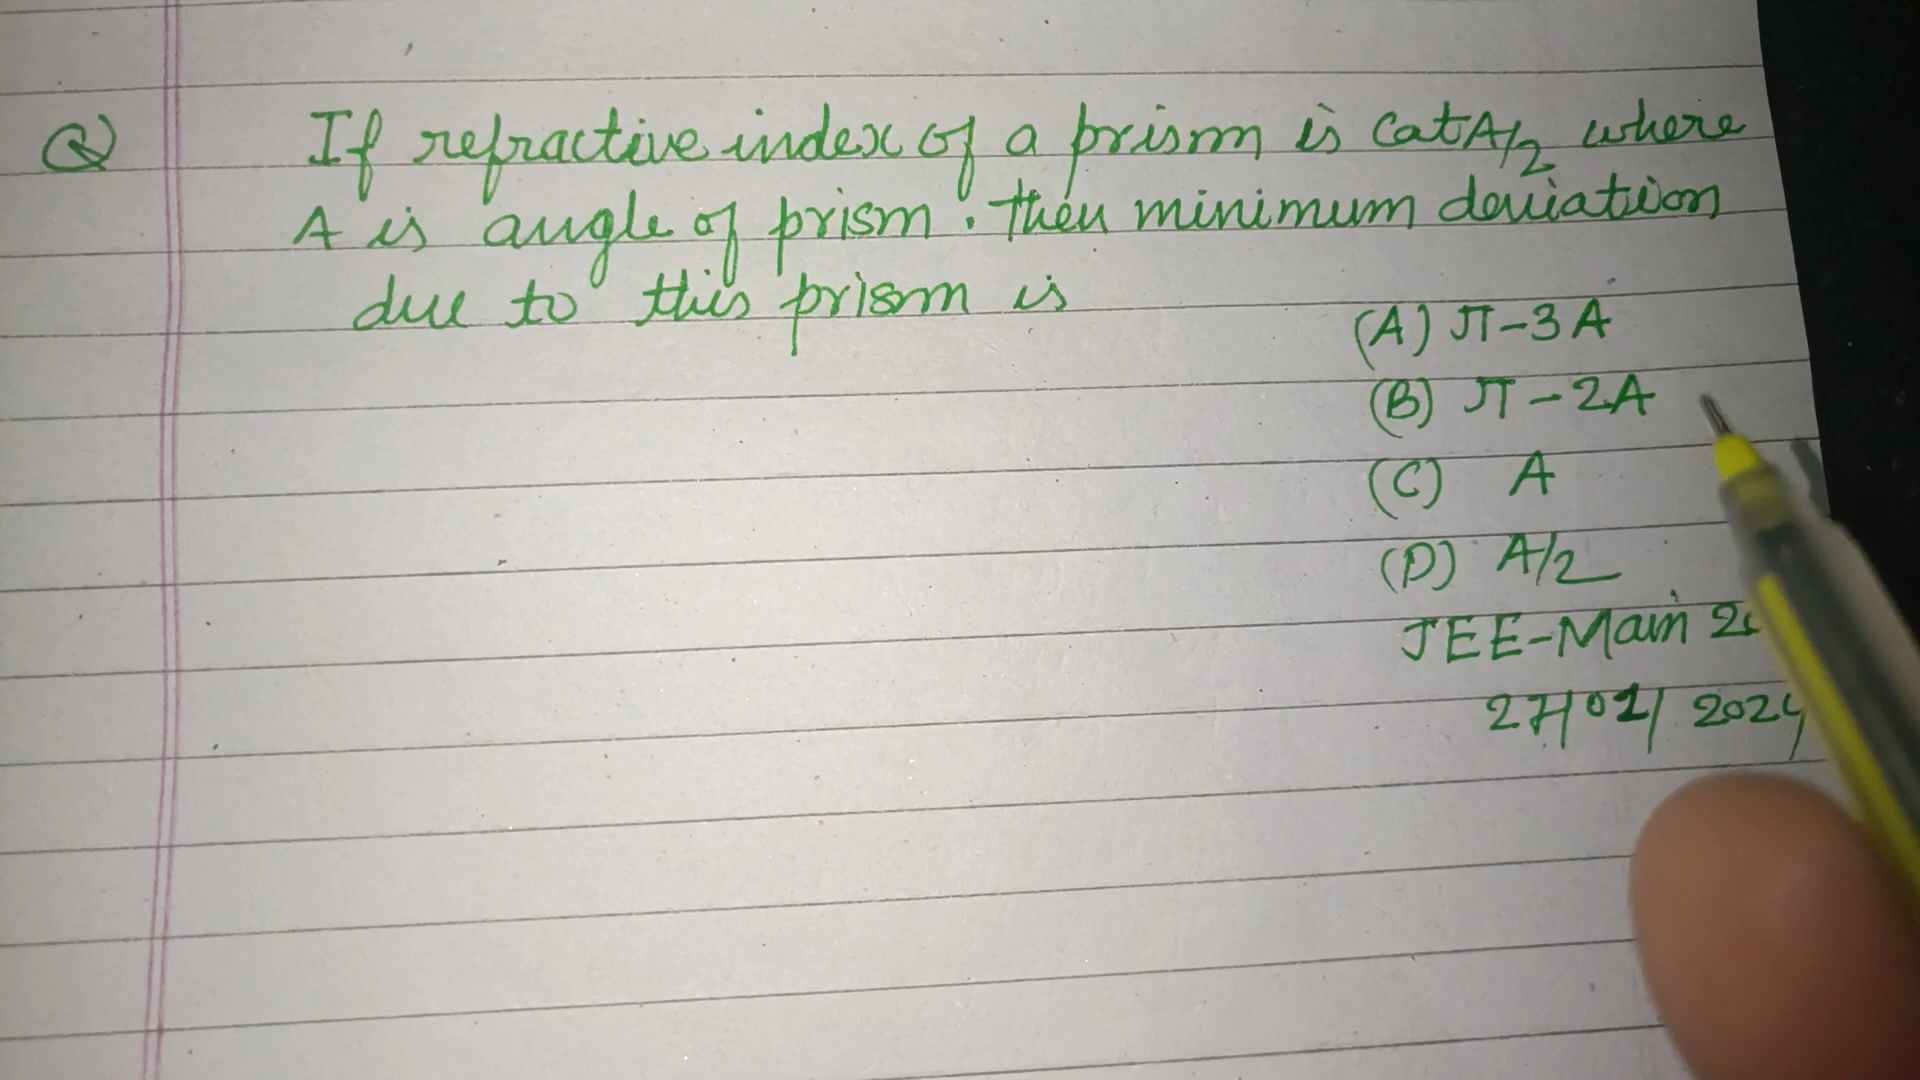 Q If refractive index of a prism is cot A/2 where
A is angle of prism. then minimum deviation
due to this prism is
(A) π-3A
(B) π-2A
(C) A
(D) A/2
JEE-Main 20
27/01/2024